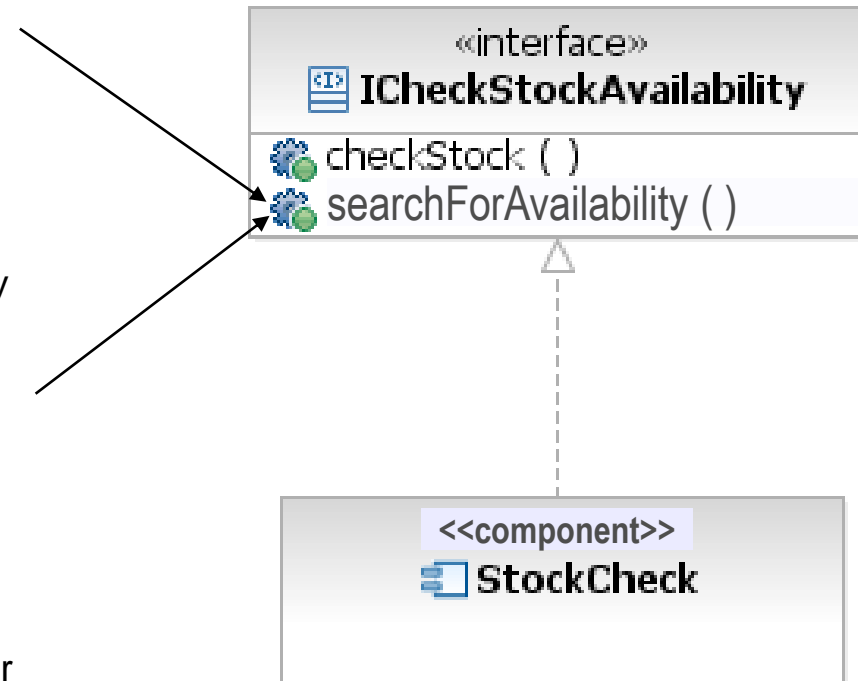 «interface»
ICheckStockAvailability
checkStock ( )
searchForAvailability ( )
<<component>>
StockCheck